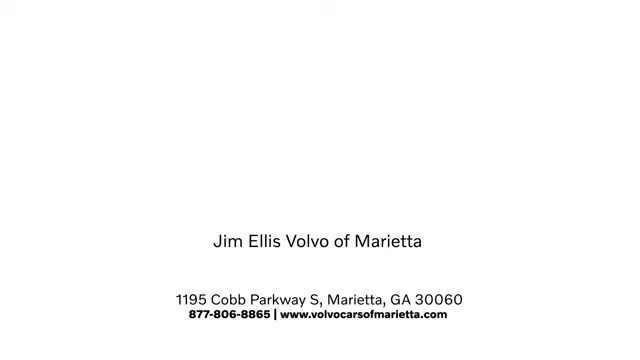 Jim Ellis Volvo of Marietta
1195 Cobb Parkway S, Marietta, GA 30060
877-806-8865 | www.volvocarsofmarietta.com